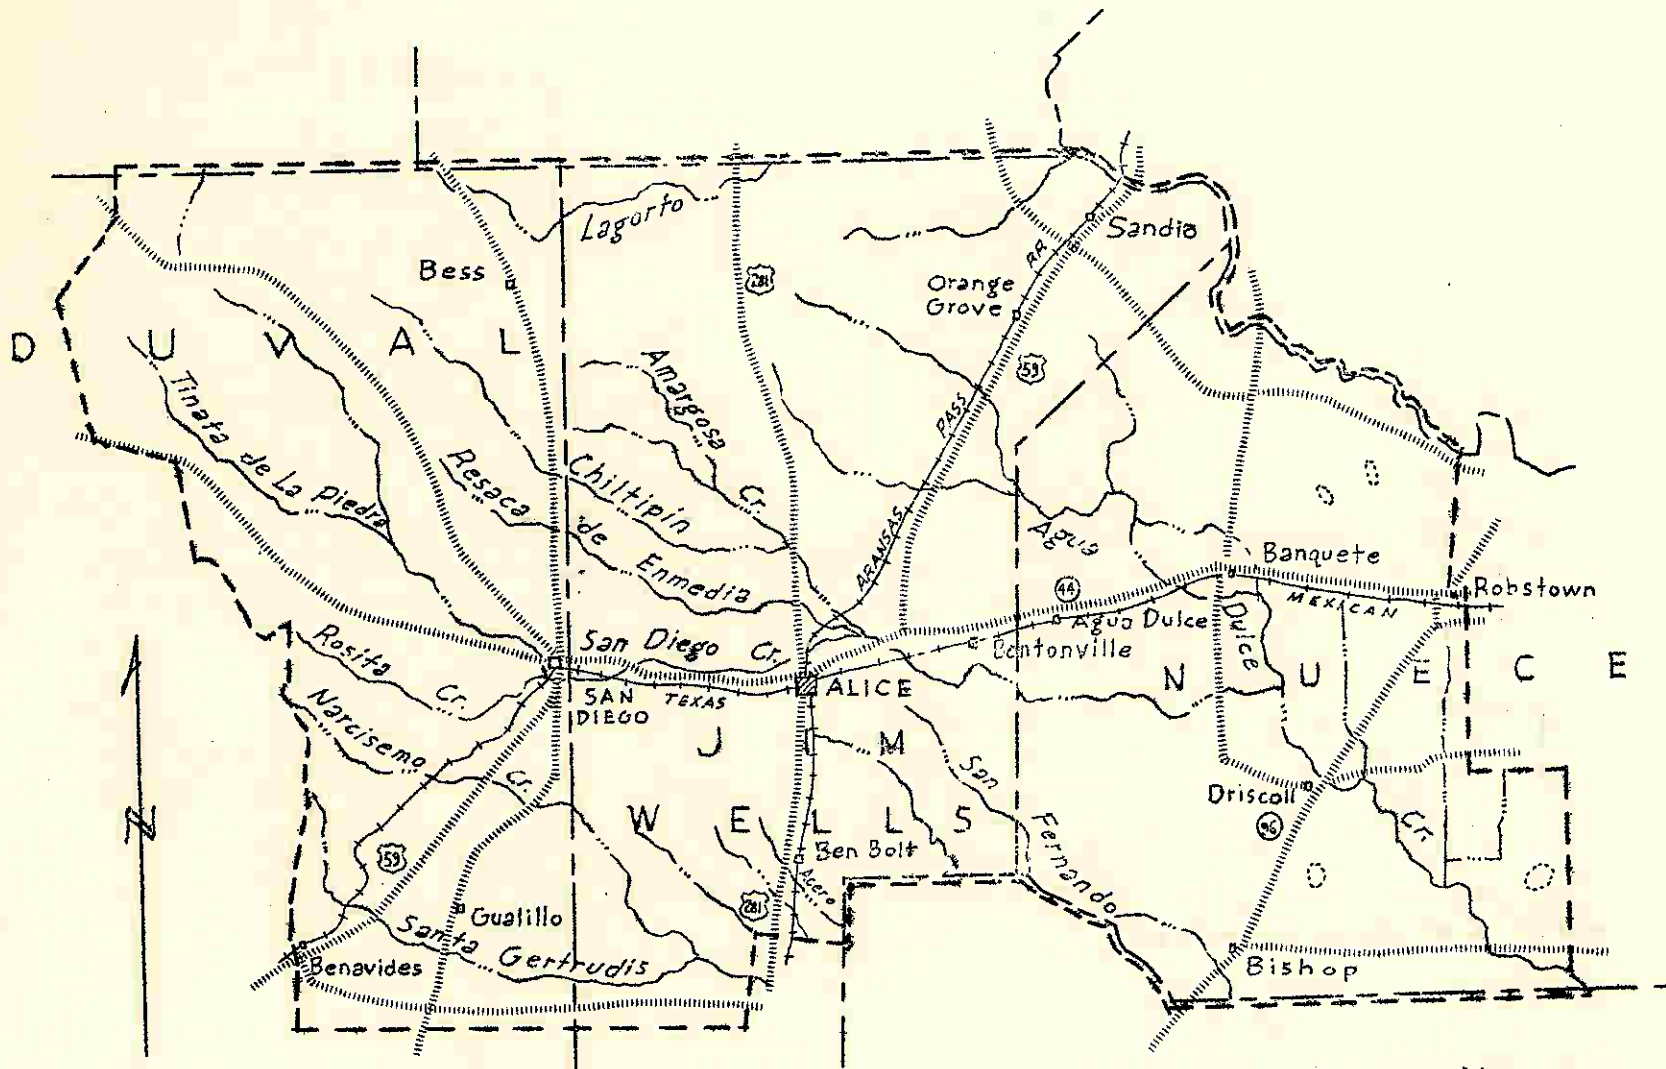 Lagorto
Sandia
Bess
281
RR
Orange
Grove
D U V A L
59
Amargosa
Cr.
Tinata de La Piedra
PASS
Resaca de Enmedia
Chiltipin
ARANSAS
Agua
Dulce
Cr.
Banquete
44
Robstown
MEXICAN
Agua Dulce
Bentonville
Rosita Cr.
San Diego Cr.
N U E C E
ALICE
SAN
DIEGO
TEXAS
Narcisemo Cr.
J M
San Fernando
Driscoll
96
W E L L S
Ben Bolt
N
59
Acero
281
Gualillo
Santa Gertrudis
Benavides
Bishop